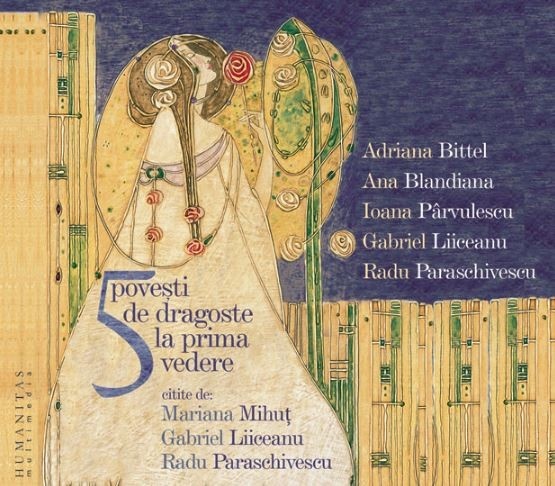 Adriana Bittel
Ana Blandiana
Ioana Pârvulescu
Gabriel Liiceanu
Radu Paraschivescu
5 povești
de dragoste
la prima
vedere
citite de:
Mariana Mihuț
Gabriel Liiceanu
Radu Paraschivescu
HUMANITAS
multimedia